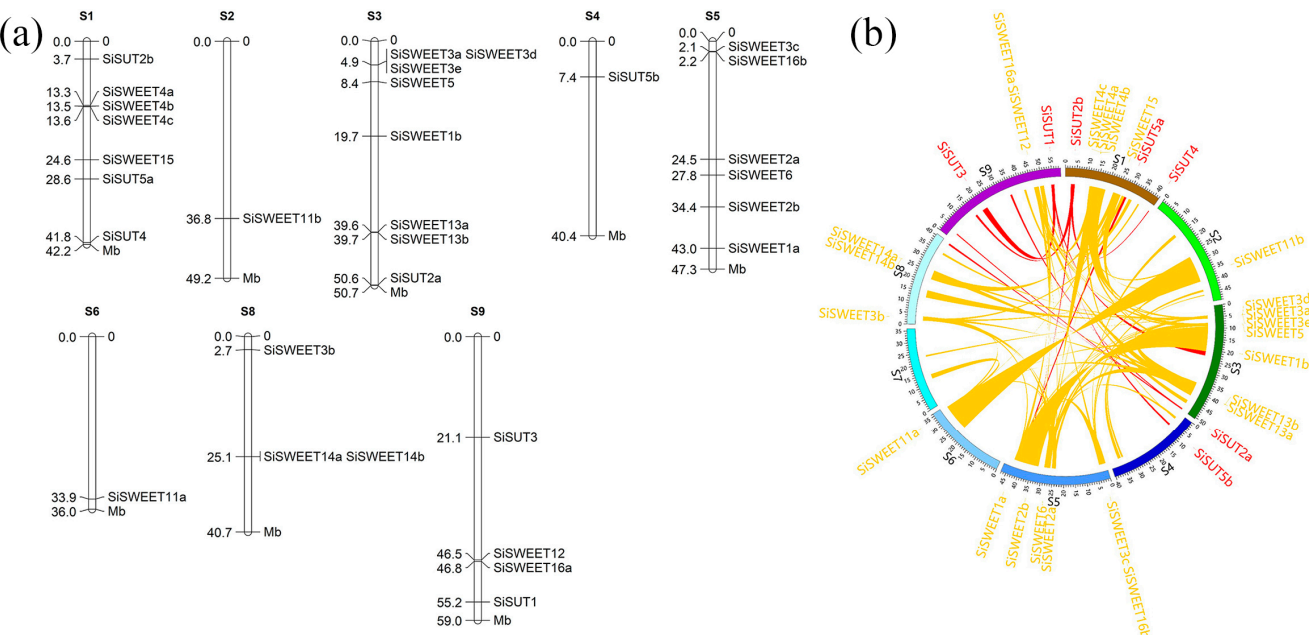 (a)
S1
0.0 0
3.7 SiSUT2b
13.3 SiSWEET4a
13.5 SiSWEET4b
13.6 SiSWEET4c
24.6 SiSWEET15
28.6 SiSUT5a
41.8 SiSUT4
42.2 Mb
S2
0.0 0
36.8 SiSWEET11b
49.2 Mb
S3
0.0 0
SiSWEET3a SiSWEET3d
4.9
SiSWEET3e
8.4 SiSWEET5
19.7 SiSWEET1b
39.6 SiSWEET13a
39.7 SiSWEET13b
50.6 SiSUT2a
50.7 Mb
S4
0.0 0
7.4 SiSUT5b
40.4 Mb
S5
0.0 0
2.1 SiSWEET3c
2.2 SiSWEET16b
24.5 SiSWEET2a
27.8 SiSWEET6
34.4 SiSWEET2b
43.0 SiSWEET1a
47.3 Mb
S6
0.0 0
33.9 SiSWEET11a
36.0 Mb
S8
0.0 0
2.7 SiSWEET3b
25.1 SiSWEET14a SiSWEET14b
40.7 Mb
S9
0.0 0
21.1 SiSUT3
46.5 SiSWEET12
46.8 SiSWEET16a
55.2 SiSUT1
59.0 Mb
(b)
SiSWEET16a SiSWEET12
SiSUT1
SiSUT2b
SiSWEET4c
SiSWEET4a
SiSWEET4b
SiSWEET15
SiSUT5a
SiSUT4
SiSWEET11b
SiSWEET3d
SiSWEET3a
SiSWEET3e
SiSWEET5
SiSWEET1b
SiSWEET13b
SiSWEET13a
SiSUT2a
SiSUT5b
SiSWEET3c SiSWEET16b
SiSWEET2a
SiSWEET6
SiSWEET2b
SiSWEET1a
SiSWEET11a
SiSWEET3b
SiSWEET14b
SiSWEET14a
SiSUT3
S1
S2
S3
S4
S5
S6
S7
S8
S9